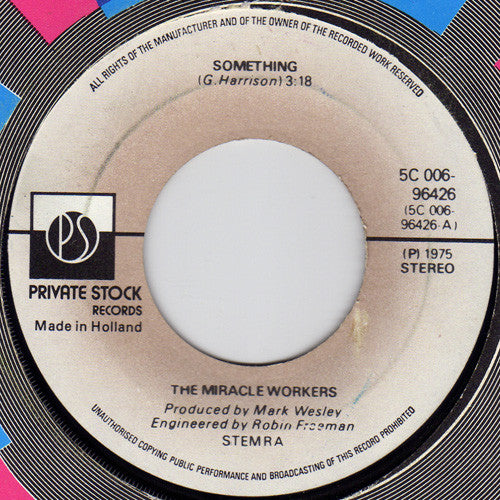 ALL RIGHTS OF THE MANUFACTURER AND OF THE OWNER OF THE RECORDED WORK RESERVED
SOMETHING
(G. Harrison) 3:18
5C 006-
96426
(5C 006-
96426-A)
(P) 1975
STEREO
PS
PRIVATE STOCK
RECORDS
Made in Holland
THE MIRACLE WORKERS
Produced by Mark Wesley
Engineered by Robin Freeman
STEMRA
UNAUTHORISED COPYING PUBLIC PERFORMANCE AND BROADCASTING OF THIS RECORD PROHIBITED